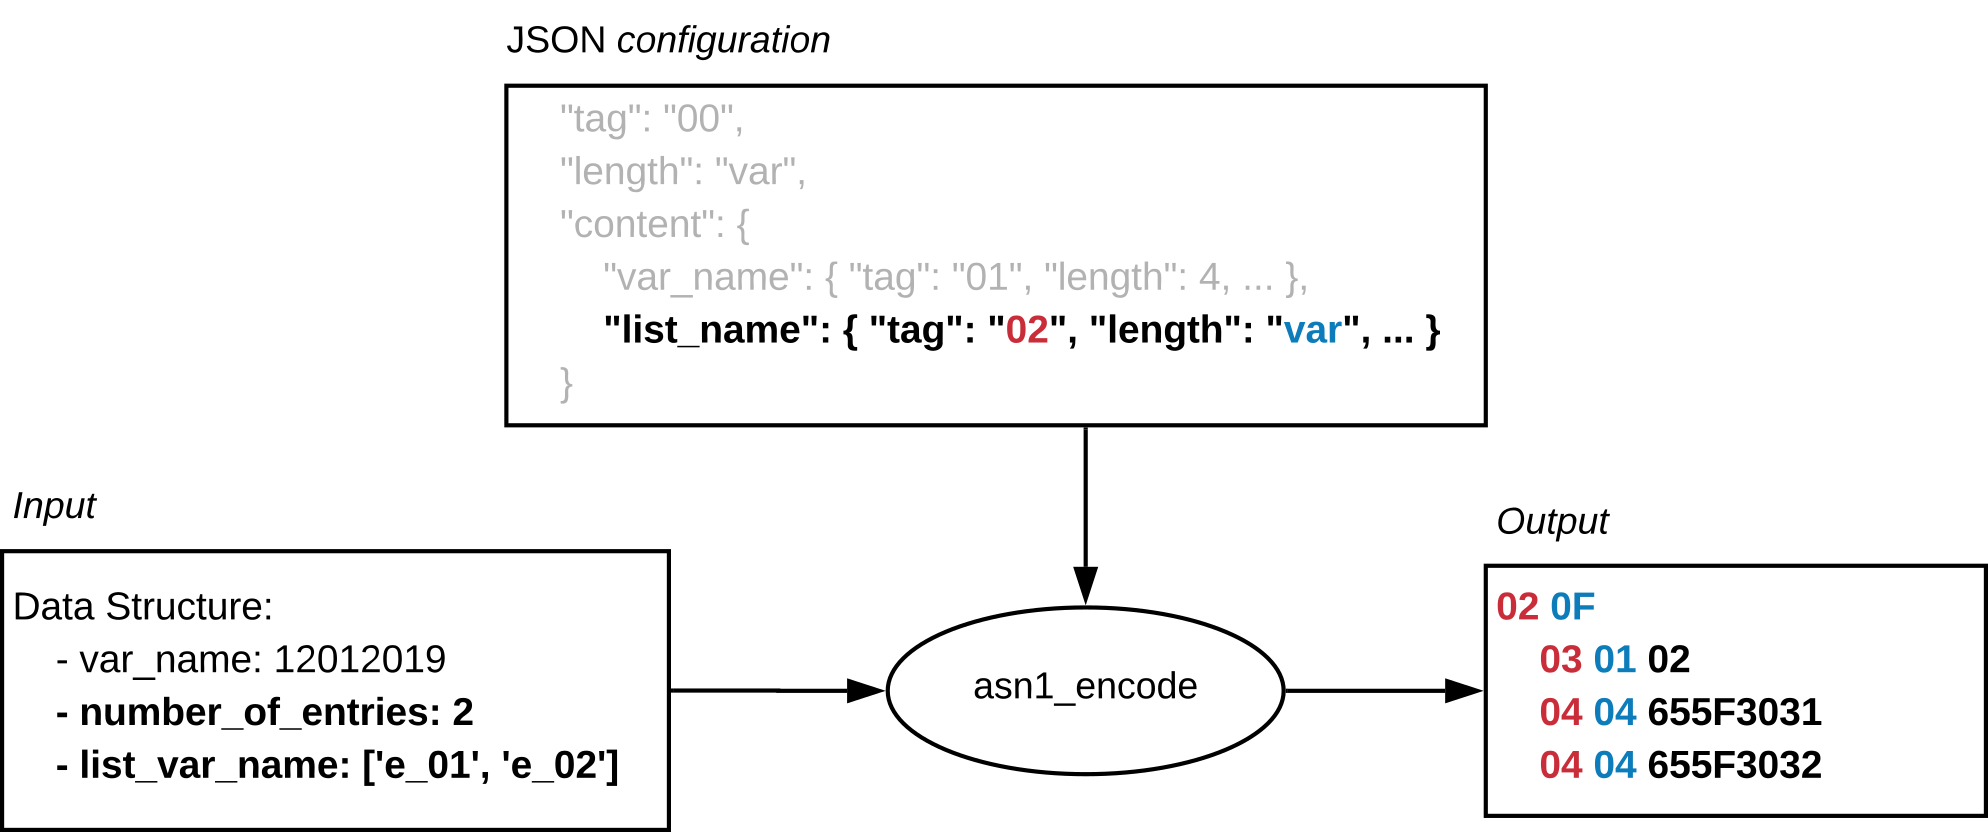 JSON configuration
"tag": "00",
"length": "var",
"content": {
"var_name": { "tag": "01", "length": 4, ... },
"list_name": { "tag": "02", "length": "var", ... }
}
Input
Data Structure:
- var_name: 12012019
- number_of_entries: 2
- list_var_name: ['e_01', 'e_02']
asn1_encode
Output
02 0F
03 01 02
04 04 655F3031
04 04 655F3032